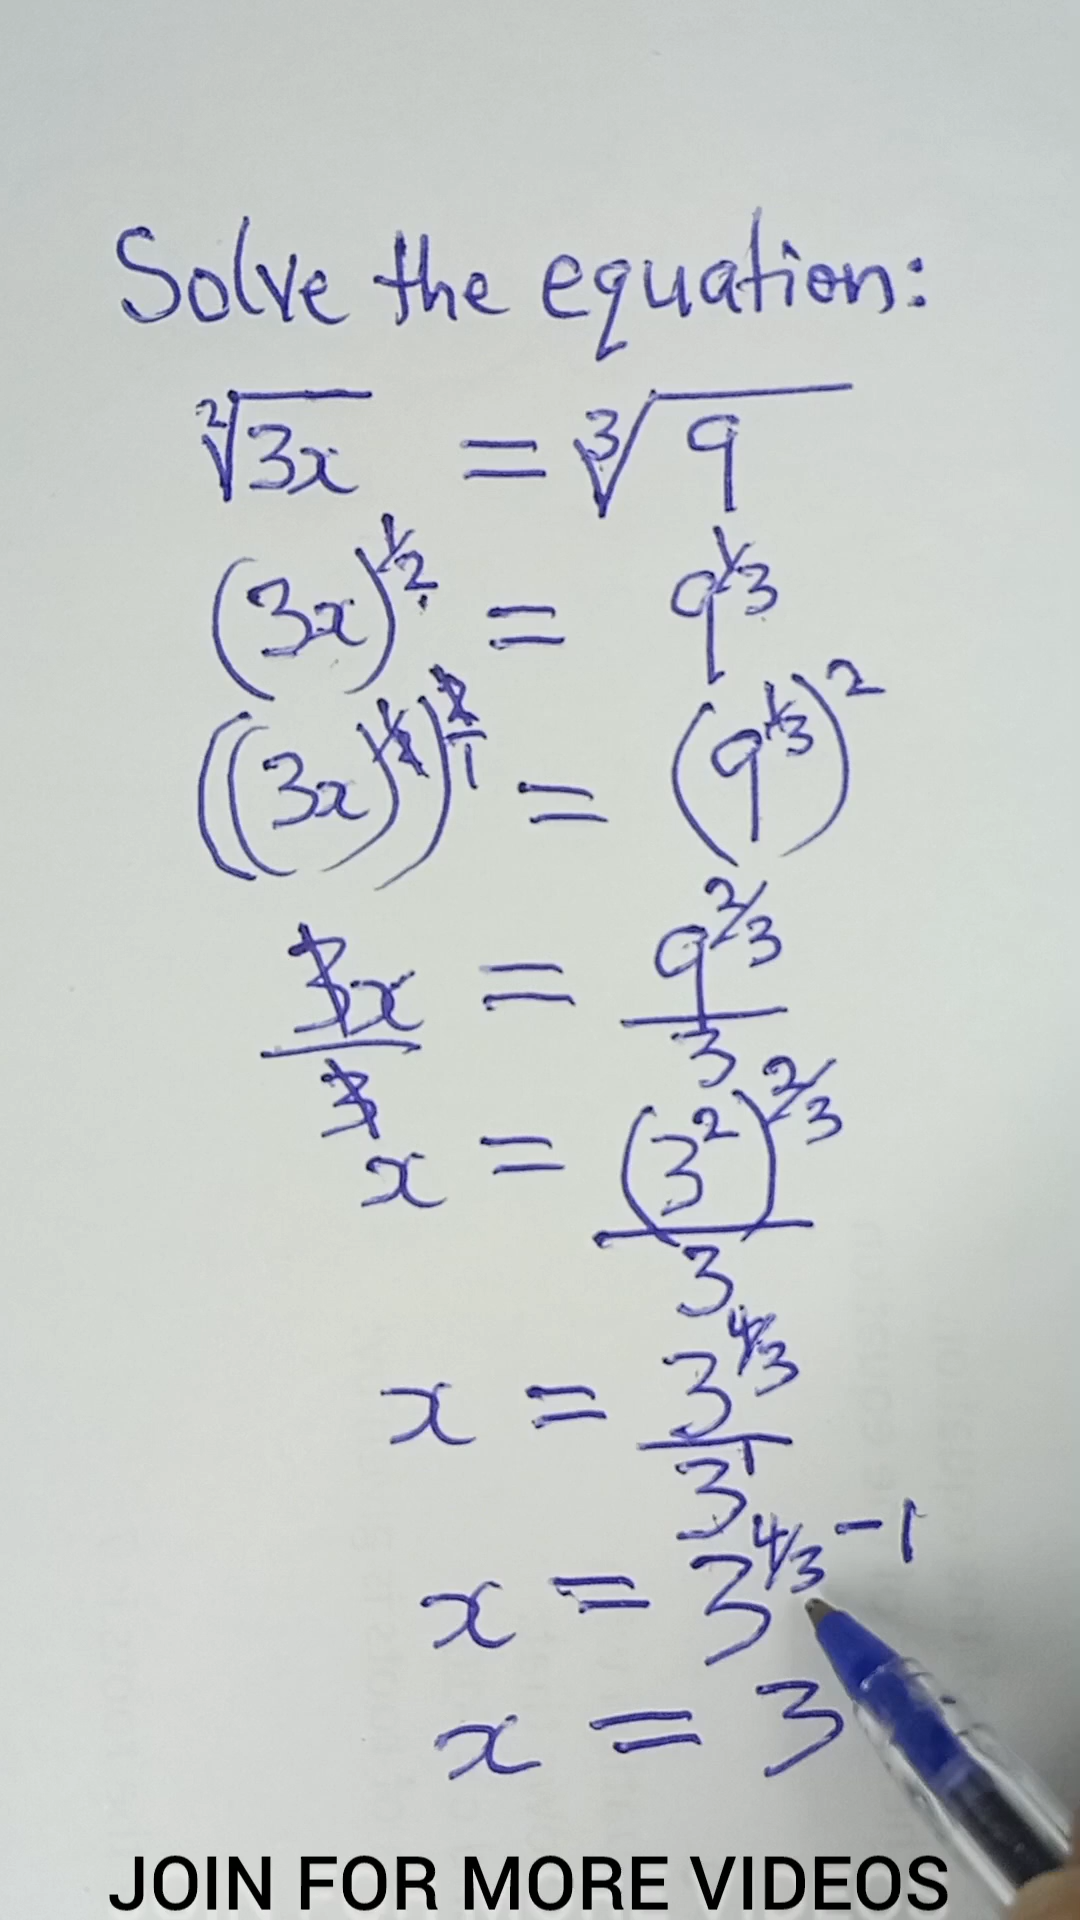 Solve the equation:
²√3x = ³√9
(3x)^1/2 = 9^1/3
((3x)^1/2)^2/1 = (9^1/3)^2
3x/3 = 9^2/3/3
x = (3^2)^2/3/3
x = 3^4/3/3^1
x = 3^4/3 - 1
x = 3
JOIN FOR MORE VIDEOS